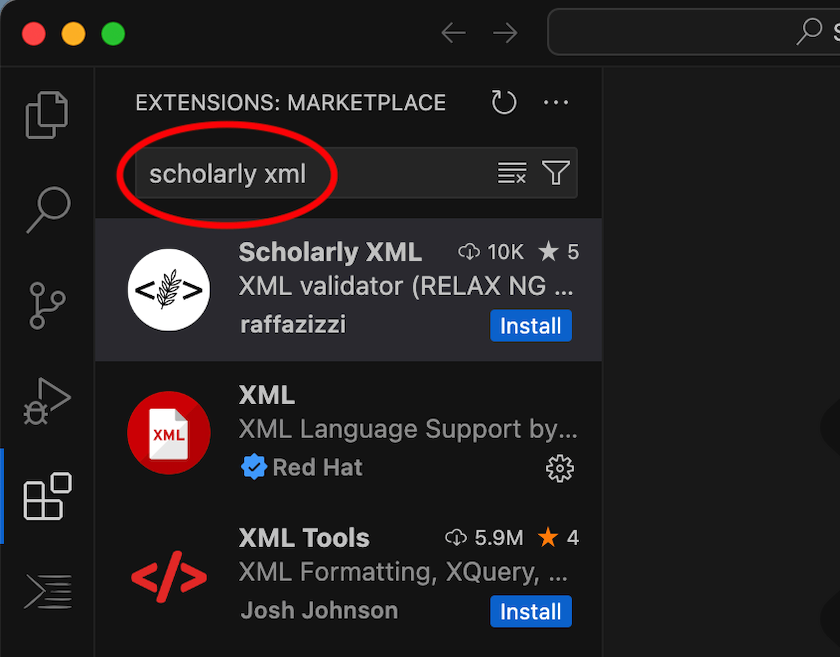 S
EXTENSIONS: MARKETPLACE
scholarly xml
Scholarly XML 10K ★ 5
XML validator (RELAX NG ...
raffazizzi Install
XML
XML
XML Language Support by...
Red Hat
XML Tools 5.9M ★ 4
XML Formatting, XQuery, ...
Josh Johnson Install